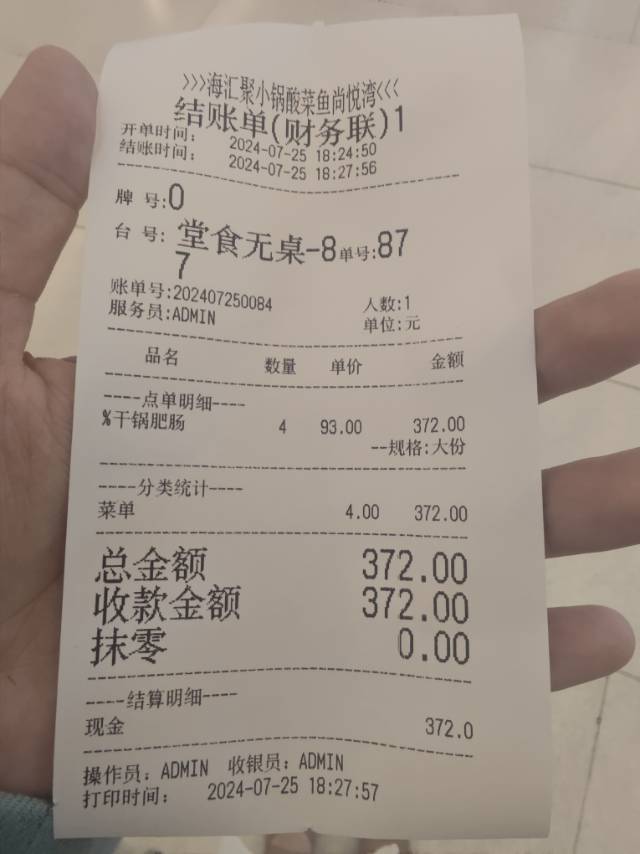 >>>海汇聚小锅酸菜鱼尚悦湾<<<
结账单(财务联)1
开单时间: 2024-07-25 18:24:50
结账时间: 2024-07-25 18:27:56
牌 号:0
台 号: 堂食无桌-8单号:87
7
账单号:202407250084 人数:1
服务员:ADMIN 单位:元
品名 数量 单价 金额
----点单明细----
%干锅肥肠 4 93.00 372.00
--规格:大份
----分类统计----
菜单 4.00 372.00
总金额 372.00
收款金额 372.00
抹零 0.00
----结算明细----
现金 372.0
操作员: ADMIN 收银员: ADMIN
打印时间: 2024-07-25 18:27:57